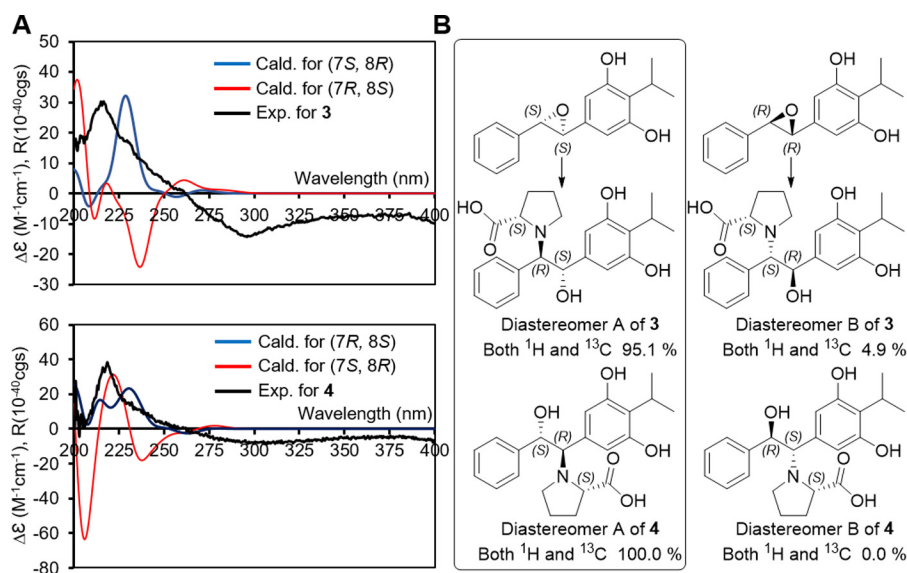 A
50
40
30
20
10
0
-10
-20
-30
Cald. for (7S, 8R)
Cald. for (7R, 8S)
Exp. for 3
Wavelength (nm)
200 225 250 275 300 325 350 375 400
Δε (M⁻¹cm⁻¹), R(10⁻⁴⁰cgs)
60
40
20
0
-20
-40
-60
-80
Cald. for (7R, 8S)
Cald. for (7S, 8R)
Exp. for 4
Wavelength (nm)
200 225 250 275 300 325 350 375 400
Δε (M⁻¹cm⁻¹), R(10⁻⁴⁰cgs)
B
OH
(S) O
(S)
OH
HO
(S)
O
N
OH
(S)
(R)
OH
OH
Diastereomer A of 3
Both ¹H and ¹³C 95.1 %
OH
OH
(R)
(S)
OH
N
(S)
O
OH
Diastereomer A of 4
Both ¹H and ¹³C 100.0 %
OH
(R) O
(R)
OH
HO
(S)
O
N
OH
(R)
(S)
OH
OH
Diastereomer B of 3
Both ¹H and ¹³C 4.9 %
OH
OH
(S)
(R)
OH
N
(S)
O
OH
Diastereomer B of 4
Both ¹H and ¹³C 0.0 %